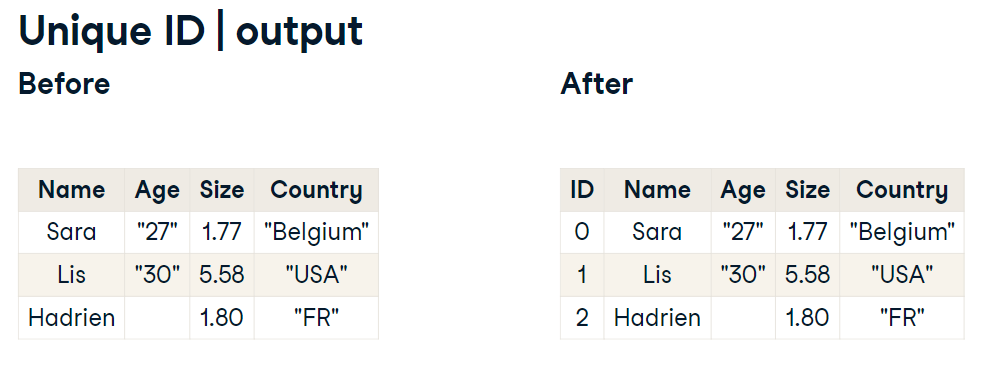 Unique ID | output
Before
After
Name Age Size Country
Sara "27" 1.77 "Belgium"
Lis "30" 5.58 "USA"
Hadrien 1.80 "FR"
ID Name Age Size Country
0 Sara "27" 1.77 "Belgium"
1 Lis "30" 5.58 "USA"
2 Hadrien 1.80 "FR"